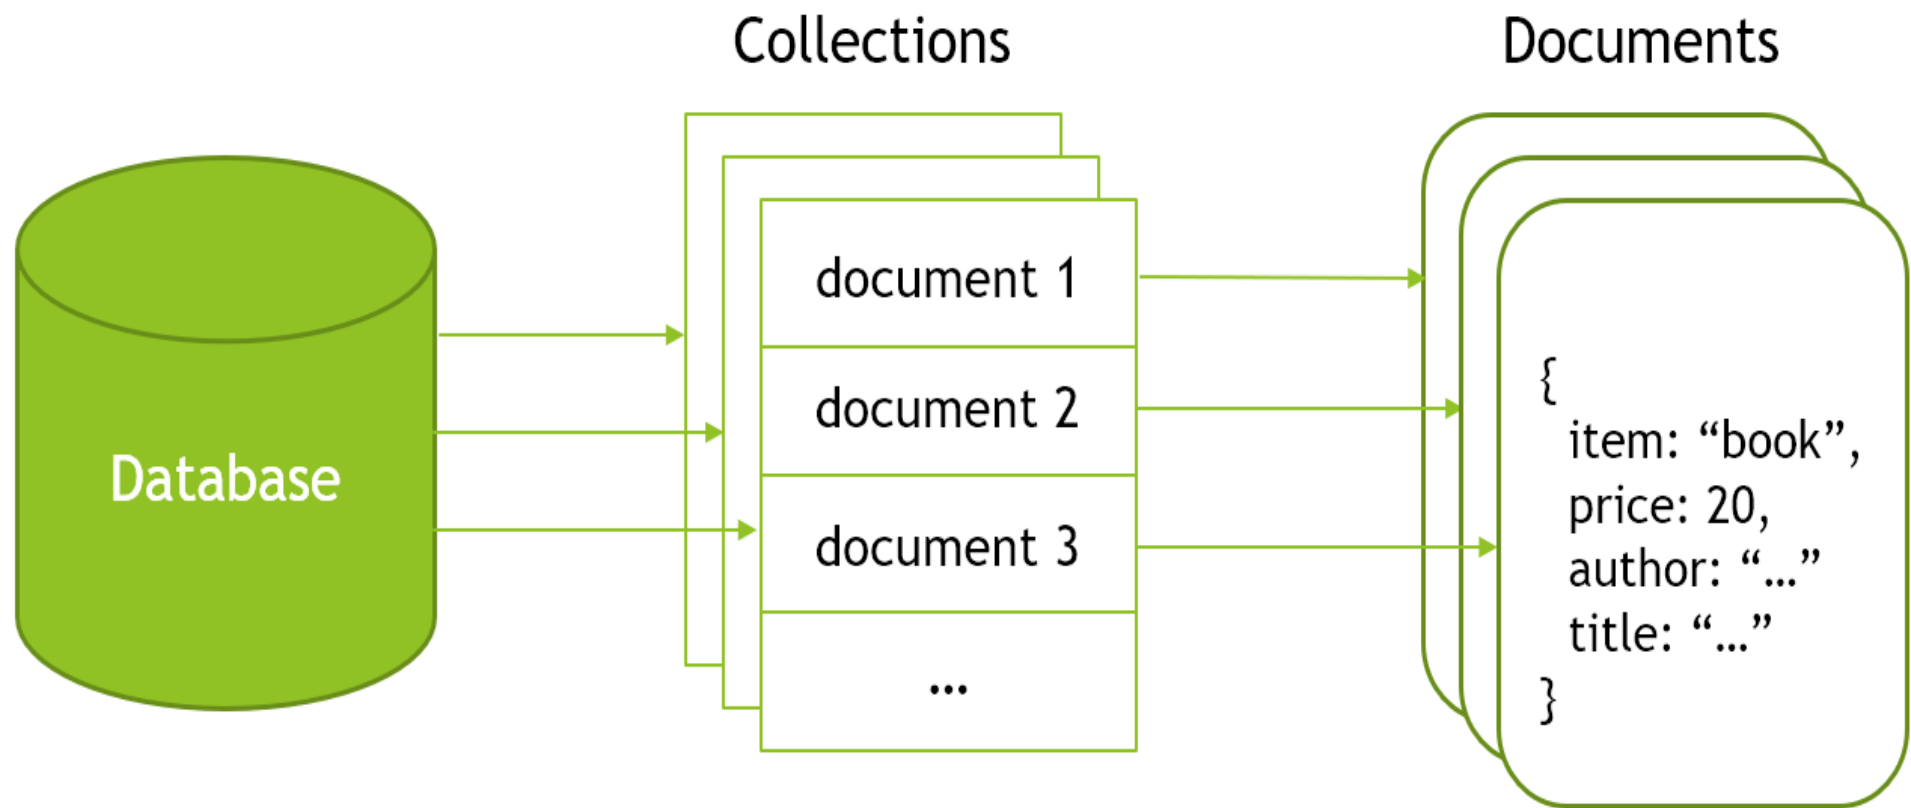 Collections
Documents
Database
document 1
document 2
document 3
...
{
item: “book”,
price: 20,
author: “...”
title: “...”
}